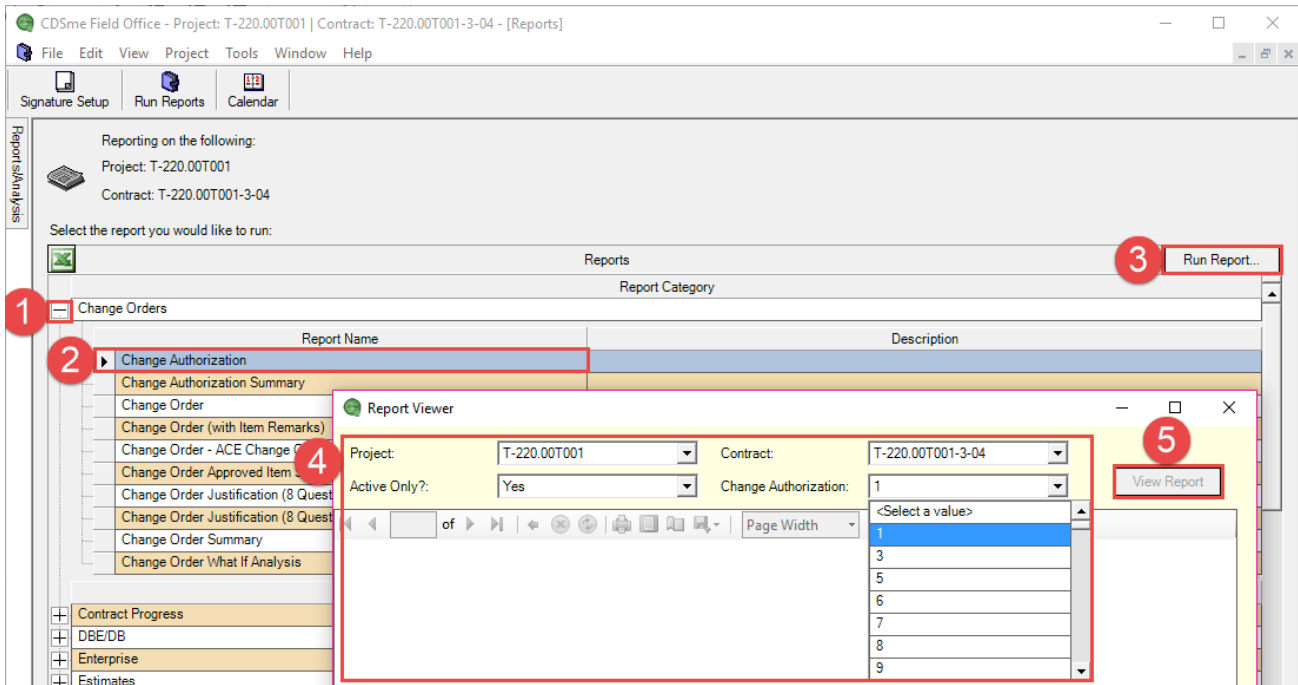 CDSme Field Office - Project: T-220.00T001 | Contract: T-220.00T001-3-04 - [Reports]
File Edit View Project Tools Window Help
Signature Setup Run Reports Calendar
Reports/Analysis
Reporting on the following:
Project: T-220.00T001
Contract: T-220.00T001-3-04
Select the report you would like to run:
Reports
3 Run Report...
Report Category
1 Change Orders
Report Name Description
2 Change Authorization
Change Authorization Summary
Change Order
Change Order (with Item Remarks)
Change Order - ACE Change
Change Order Approved Item
Change Order Justification (8 Quest
Change Order Justification (8 Quest
Change Order Summary
Change Order What If Analysis
Contract Progress
DBE/DB
Enterprise
Estimates
Report Viewer
4
Project: T-220.00T001 Contract: T-220.00T001-3-04
5
View Report
Active Only?: Yes Change Authorization: 1
of Page Width
<Select a value>
1
3
5
6
7
8
9